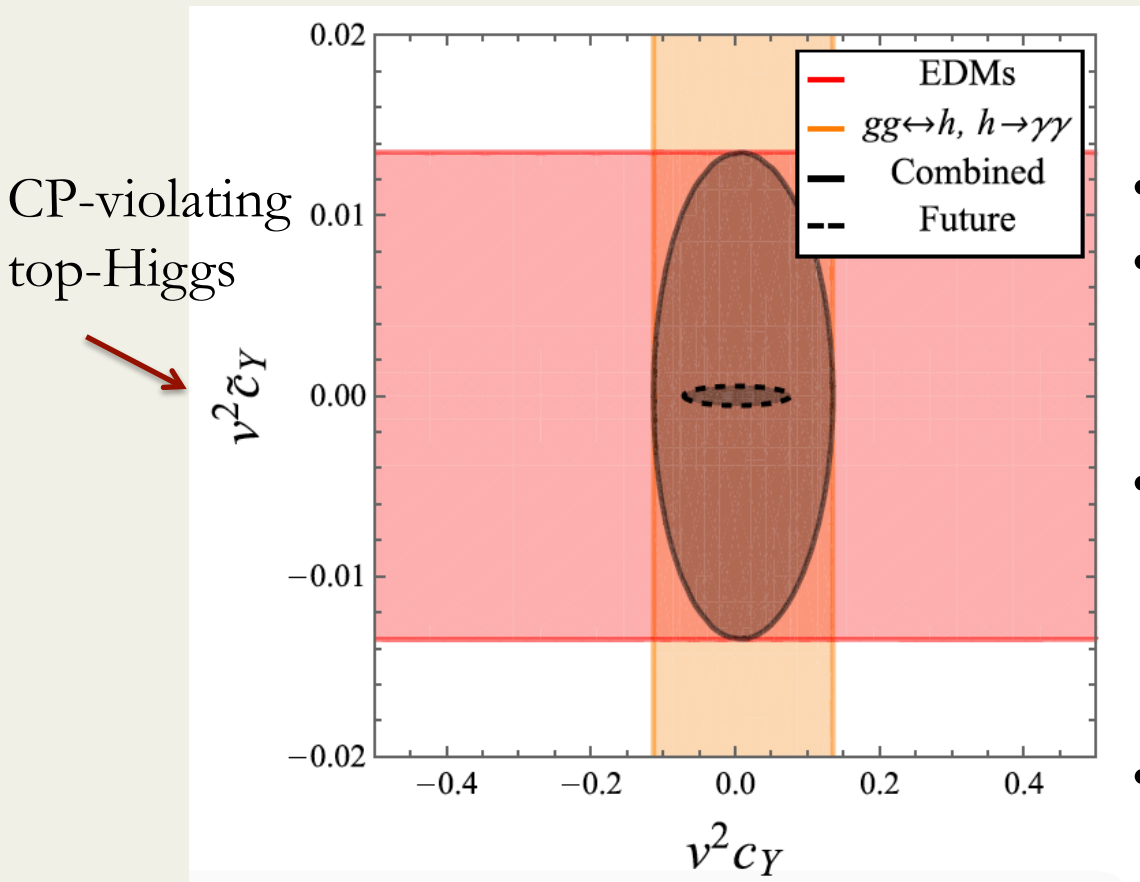 CP-violating
top-Higgs
v²c̃_Y
0.02
0.01
0.00
−0.01
−0.02
EDMs
gg↔h, h→γγ
Combined
Future
−0.4 −0.2 0.0 0.2 0.4
v²c_Y